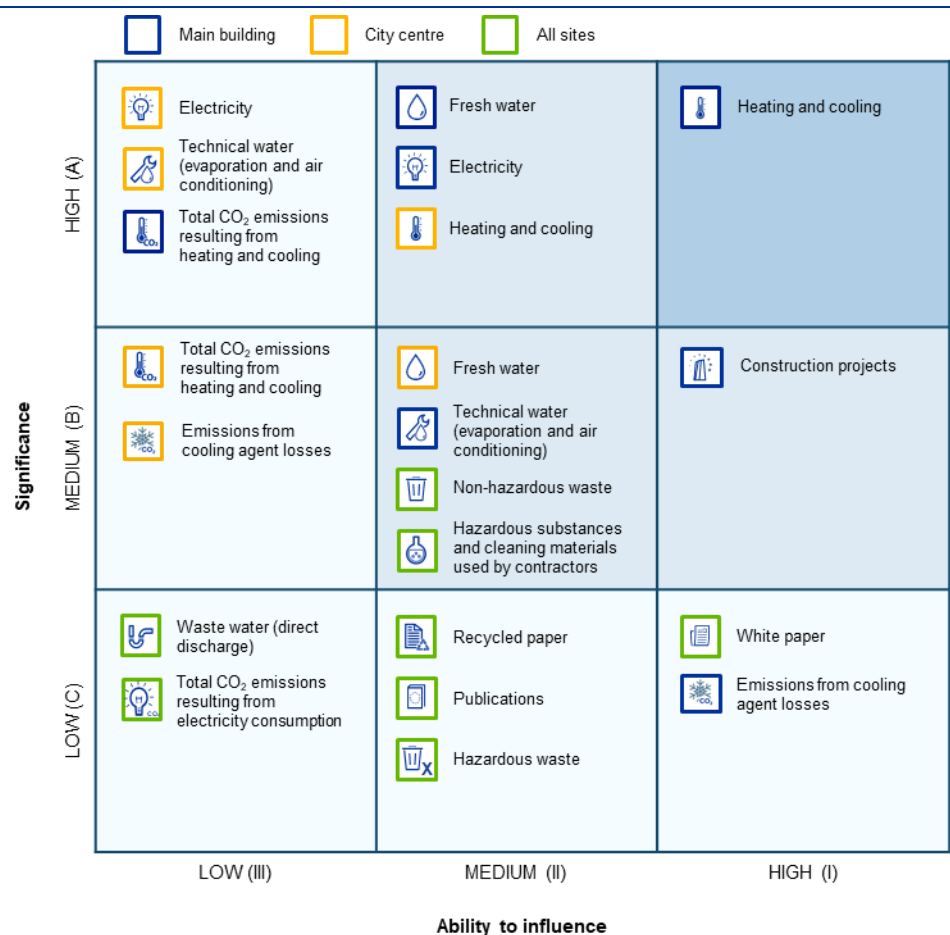 Main building
City centre
All sites
HIGH (A)
Electricity
Technical water
(evaporation and air
conditioning)
Total CO₂ emissions
resulting from
heating and cooling
CO₂
Fresh water
Electricity
Heating and cooling
Heating and cooling
Significance
MEDIUM (B)
Total CO₂ emissions
resulting from
heating and cooling
CO₂
Emissions from
cooling agent losses
CO₂
Fresh water
Technical water
(evaporation and air
conditioning)
Non-hazardous waste
Hazardous substances
and cleaning materials
used by contractors
Construction projects
LOW (C)
Waste water (direct
discharge)
Total CO₂ emissions
resulting from
electricity consumption
CO₂
Recycled paper
Publications
Hazardous waste
X
White paper
Emissions from cooling
agent losses
CO₂
LOW (III)
MEDIUM (II)
HIGH (I)
Ability to influence